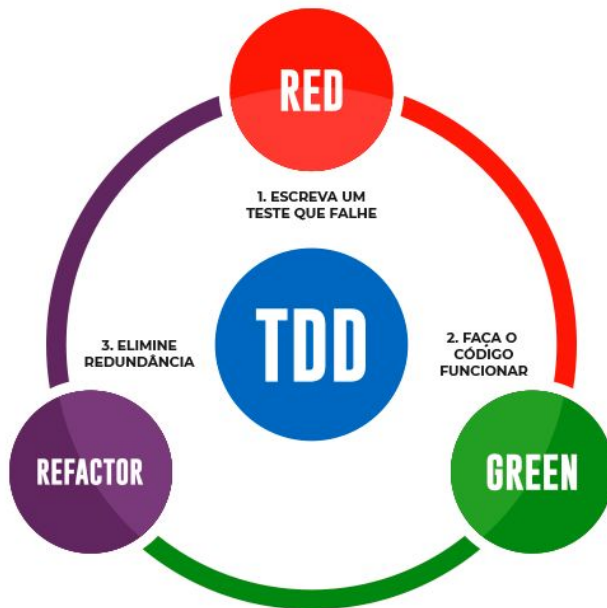 RED
1. ESCREVA UM
TESTE QUE FALHE
TDD
3. ELIMINE
REDUNDÂNCIA
2. FAÇA O
CÓDIGO
FUNCIONAR
REFACTOR
GREEN